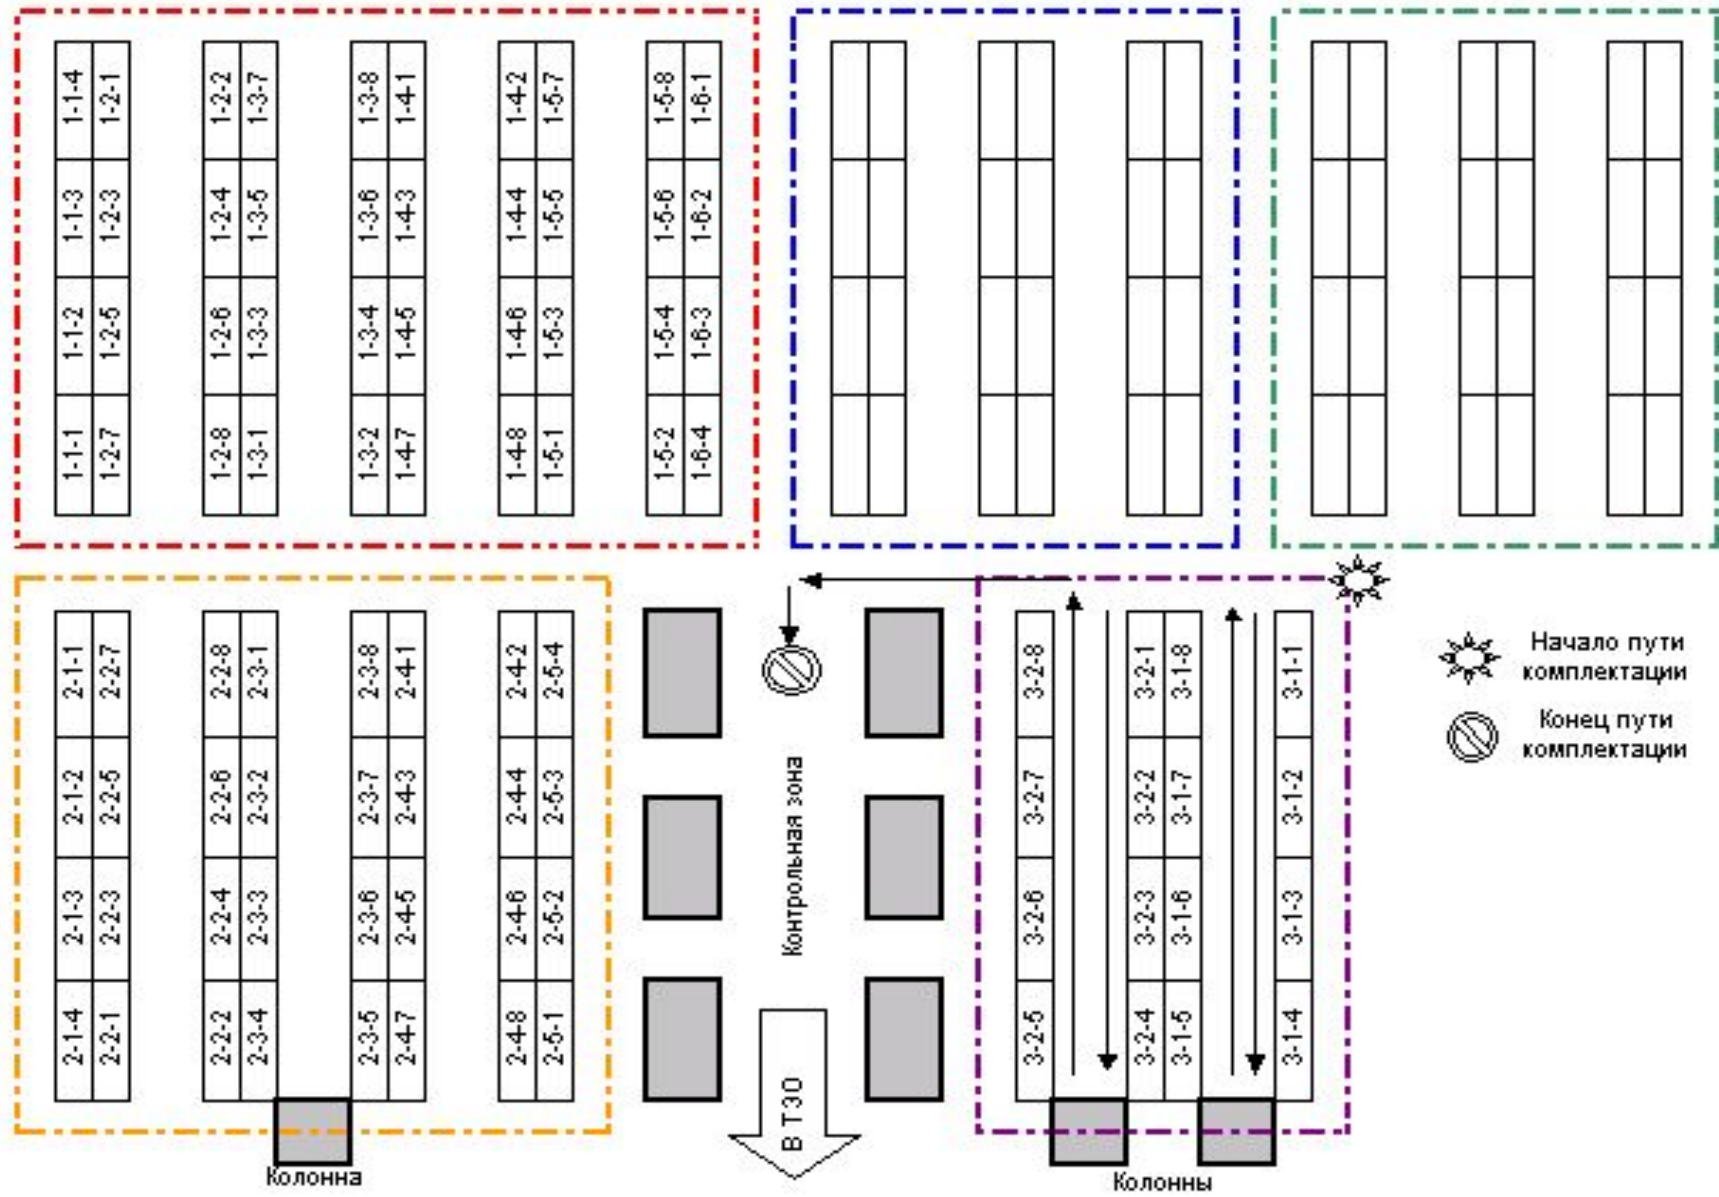 1-1-4 1-2-1 1-2-2 1-3-7 1-3-8 1-4-1 1-4-2 1-5-7 1-5-8 1-6-1
1-1-3 1-2-3 1-2-4 1-3-5 1-3-6 1-4-3 1-4-4 1-5-5 1-5-6 1-6-2
1-1-2 1-2-5 1-2-6 1-3-3 1-3-4 1-4-5 1-4-6 1-5-3 1-5-4 1-6-3
1-1-1 1-2-7 1-2-8 1-3-1 1-3-2 1-4-7 1-4-8 1-5-1 1-5-2 1-6-4
2-1-1 2-2-7 2-2-8 2-3-1 2-3-8 2-4-1 2-4-2 2-5-4
2-1-2 2-2-5 2-2-6 2-3-2 2-3-7 2-4-3 2-4-4 2-5-3
2-1-3 2-2-3 2-2-4 2-3-3 2-3-6 2-4-5 2-4-6 2-5-2
2-1-4 2-2-1 2-2-2 2-3-4 2-3-5 2-4-7 2-4-8 2-5-1
Колонна
Контрольная зона
В ТЗО
3-2-8 3-2-1 3-1-8 3-1-1
3-2-7 3-2-2 3-1-7 3-1-2
3-2-6 3-2-3 3-1-6 3-1-3
3-2-5 3-2-4 3-1-5 3-1-4
Колонны
Начало пути
комплектации
Конец пути
комплектации